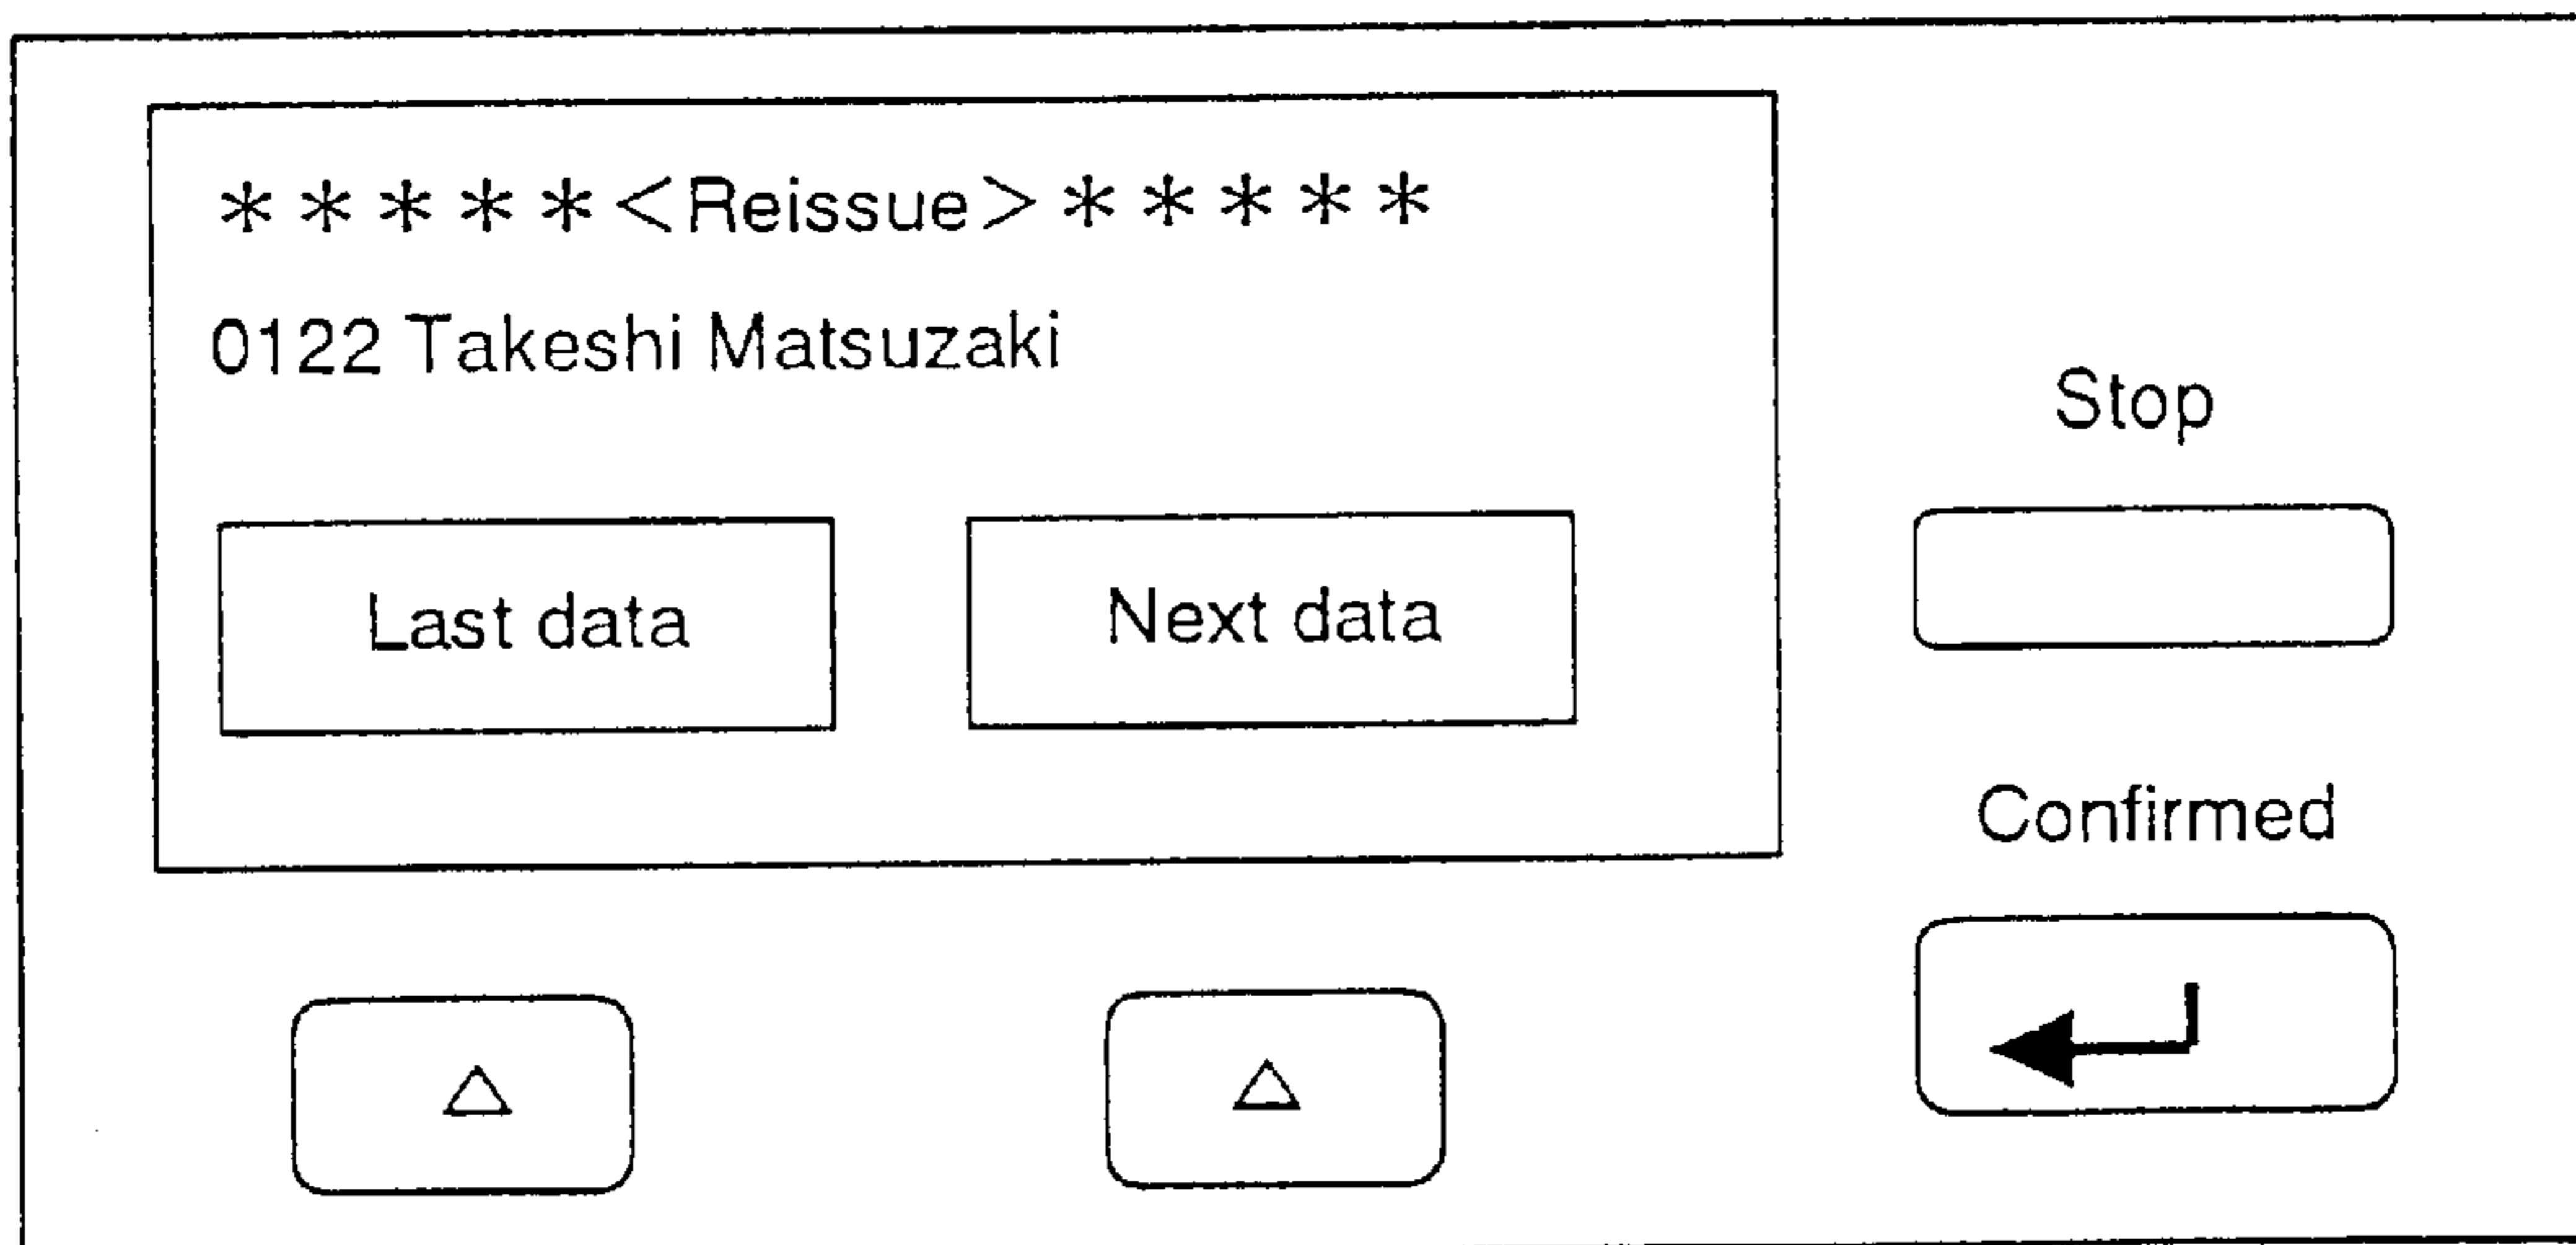 *****<Reissue>*****
0122 Takeshi Matsuzaki
Last data
Next data
Stop
Confirmed